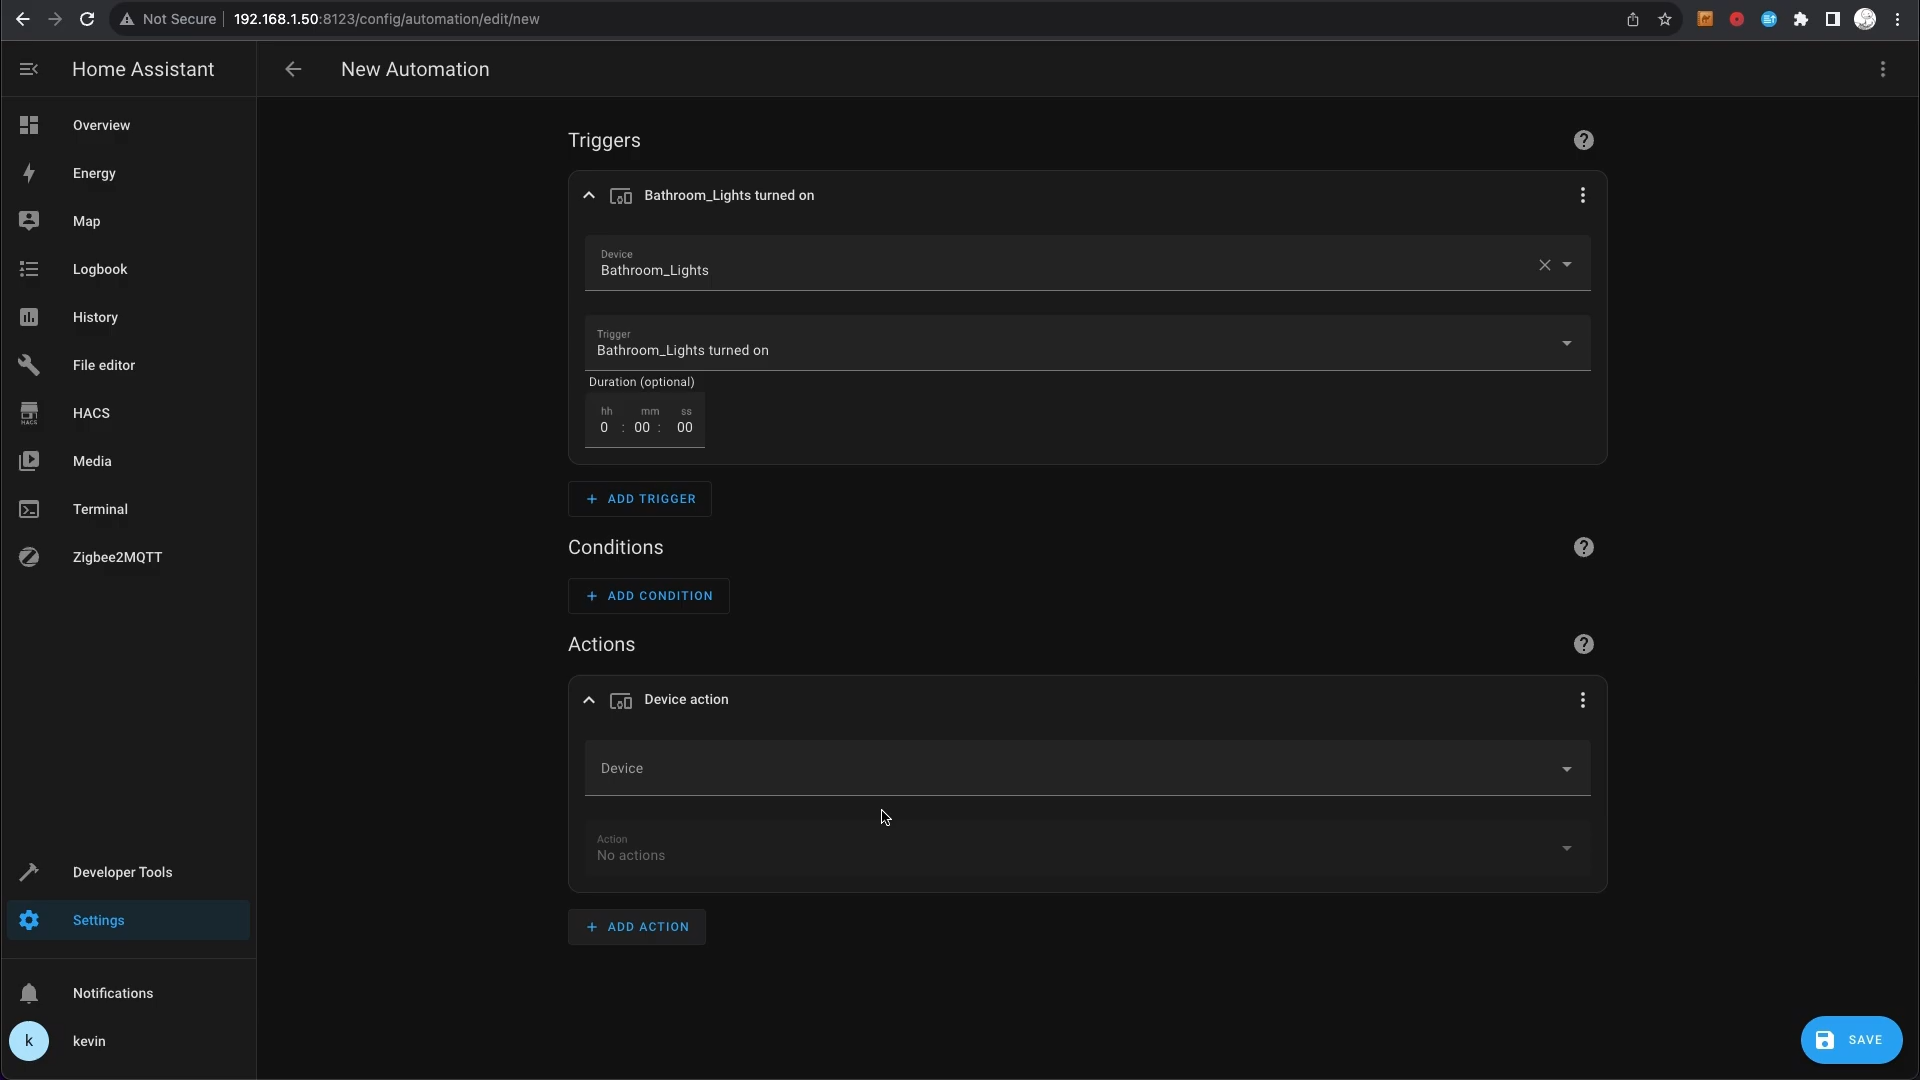 Not Secure 192.168.1.50:8123/config/automation/edit/new
Home Assistant
New Automation
Overview
Energy
Map
Logbook
History
File editor
HACS
HACS
Media
Terminal
Zigbee2MQTT
Developer Tools
Settings
Notifications
k
kevin
Triggers
Bathroom_Lights turned on
Device
Bathroom_Lights
Trigger
Bathroom_Lights turned on
Duration (optional)
hh mm ss
0 : 00 : 00
+ ADD TRIGGER
Conditions
+ ADD CONDITION
Actions
Device action
Device
Action
No actions
+ ADD ACTION
SAVE